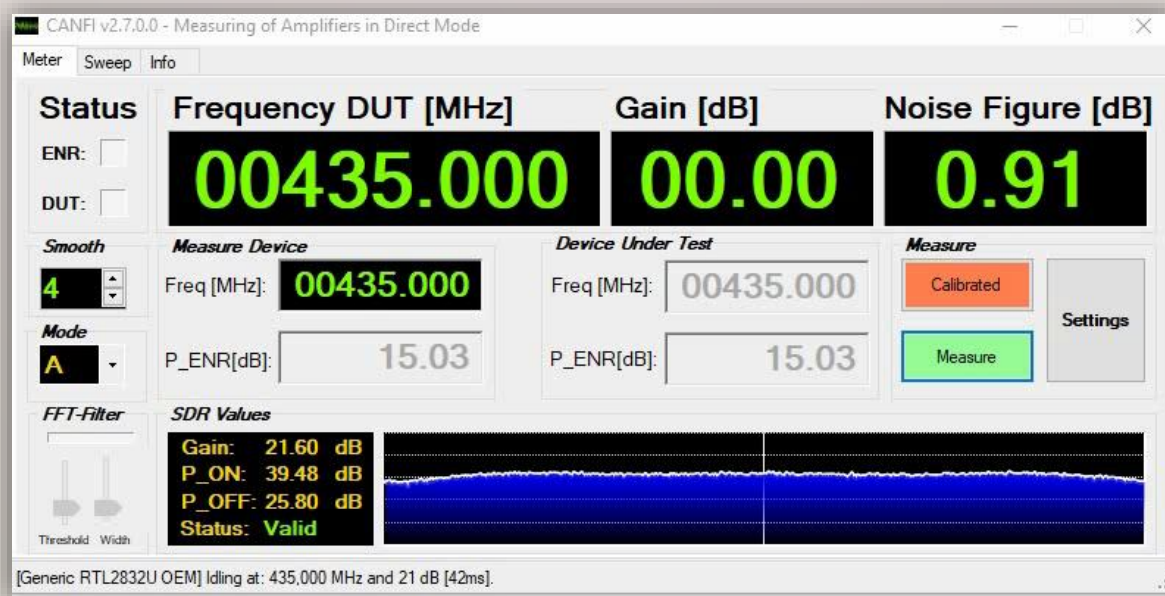 CANFI v2.7.0.0 - Measuring of Amplifiers in Direct Mode
Meter Sweep Info
Status
ENR:
DUT:
Frequency DUT [MHz]
00435.000
Gain [dB]
00.00
Noise Figure [dB]
0.91
Smooth
4
Mode
A
Measure Device
Freq [MHz]: 00435.000
P_ENR[dB]: 15.03
Device Under Test
Freq [MHz]: 00435.000
P_ENR[dB]: 15.03
Measure
Calibrated
Measure
Settings
FFT-Filter
Threshold Width
SDR Values
Gain: 21.60 dB
P_ON: 39.48 dB
P_OFF: 25.80 dB
Status: Valid
[Generic RTL2832U OEM] Idling at: 435,000 MHz and 21 dB [42ms].